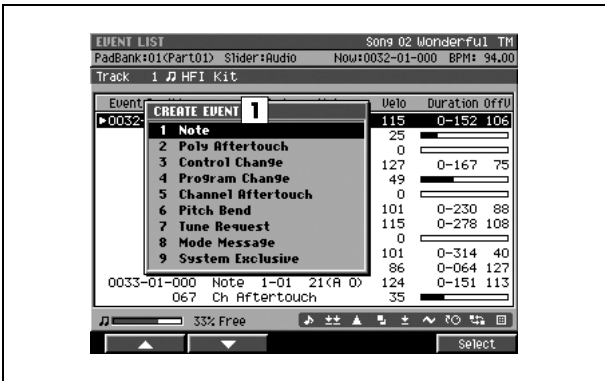 EVENT LIST Song 02 Wonderful TM
PadBank:01(Part01) Slider:Audio Now:0032-01-000 BPM: 94.00
Track 1 HFI Kit
Event Velo Duration OffV
0032- 115 0-152 106
CREATE EVENT 1
1 Note 25
2 Poly Aftertouch 0
3 Control Change 127 0-167 75
4 Program Change 49
5 Channel Aftertouch 0
6 Pitch Bend 101 0-230 88
7 Tune Request 115 0-278 108
8 Mode Message 0
9 System Exclusive 101 0-314 40
86 0-064 127
0033-01-000 Note 1-01 21(A 0) 124 0-151 113
067 Ch Aftertouch 35
33% Free
Select